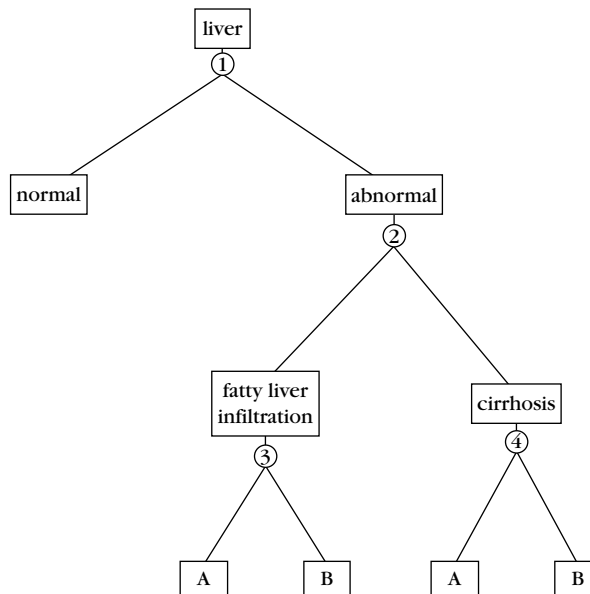 liver
1
normal
abnormal
2
fatty liver
infiltration
cirrhosis
3
4
A
B
A
B